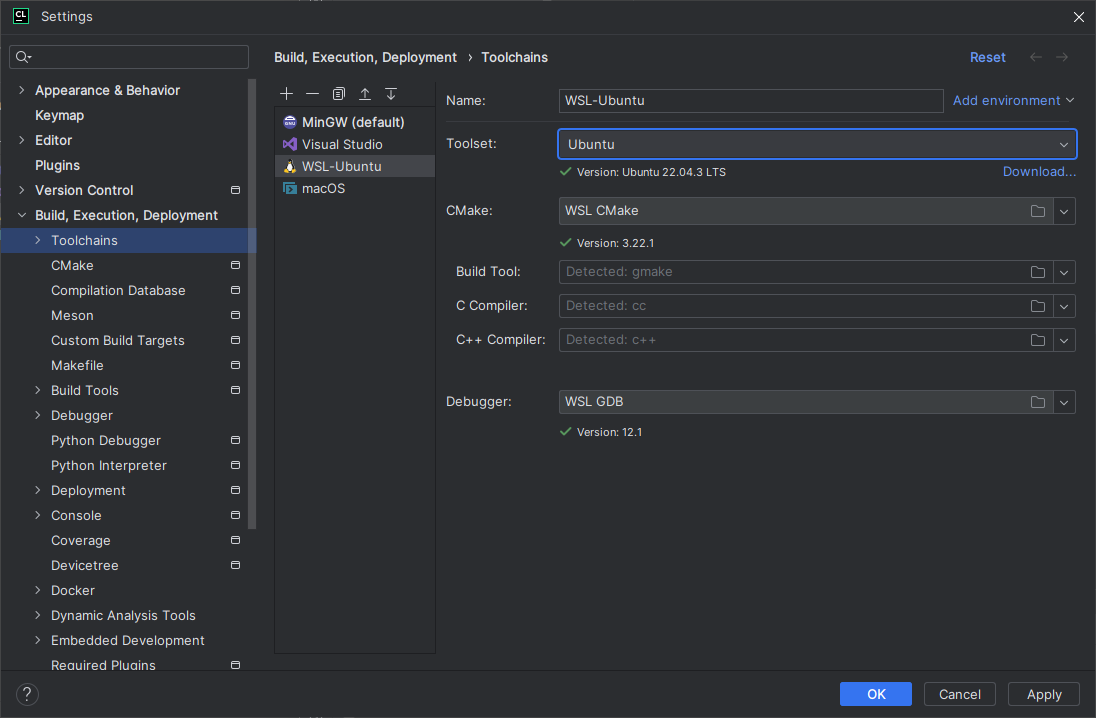 CL Settings
Build, Execution, Deployment › Toolchains
Reset
Appearance & Behavior
Keymap
Editor
Plugins
Version Control
Build, Execution, Deployment
Toolchains
CMake
Compilation Database
Meson
Custom Build Targets
Makefile
Build Tools
Debugger
Python Debugger
Python Interpreter
Deployment
Console
Coverage
Devicetree
Docker
Dynamic Analysis Tools
Embedded Development
Required Plugins
MinGW (default)
Visual Studio
WSL-Ubuntu
macOS
Name: WSL-Ubuntu Add environment
Toolset: Ubuntu
Version: Ubuntu 22.04.3 LTS Download...
CMake: WSL CMake
Version: 3.22.1
Build Tool: Detected: gmake
C Compiler: Detected: cc
C++ Compiler: Detected: c++
Debugger: WSL GDB
Version: 12.1
? OK Cancel Apply